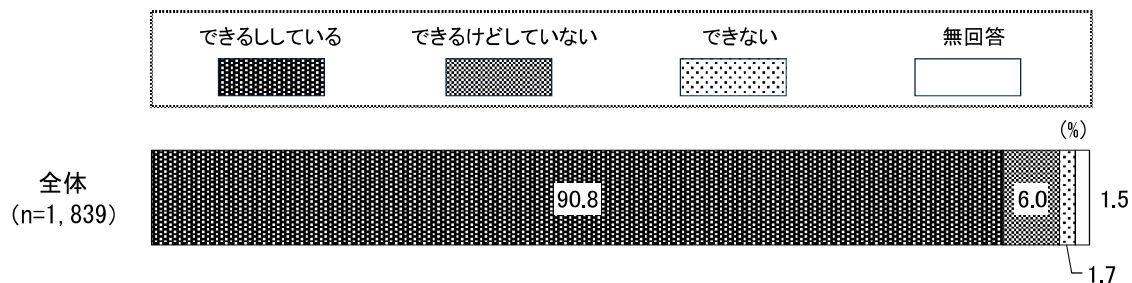 できるししている　できるけどしていない　できない　無回答
(%)
全体
(n=1,839)
90.8
6.0
1.5
1.7